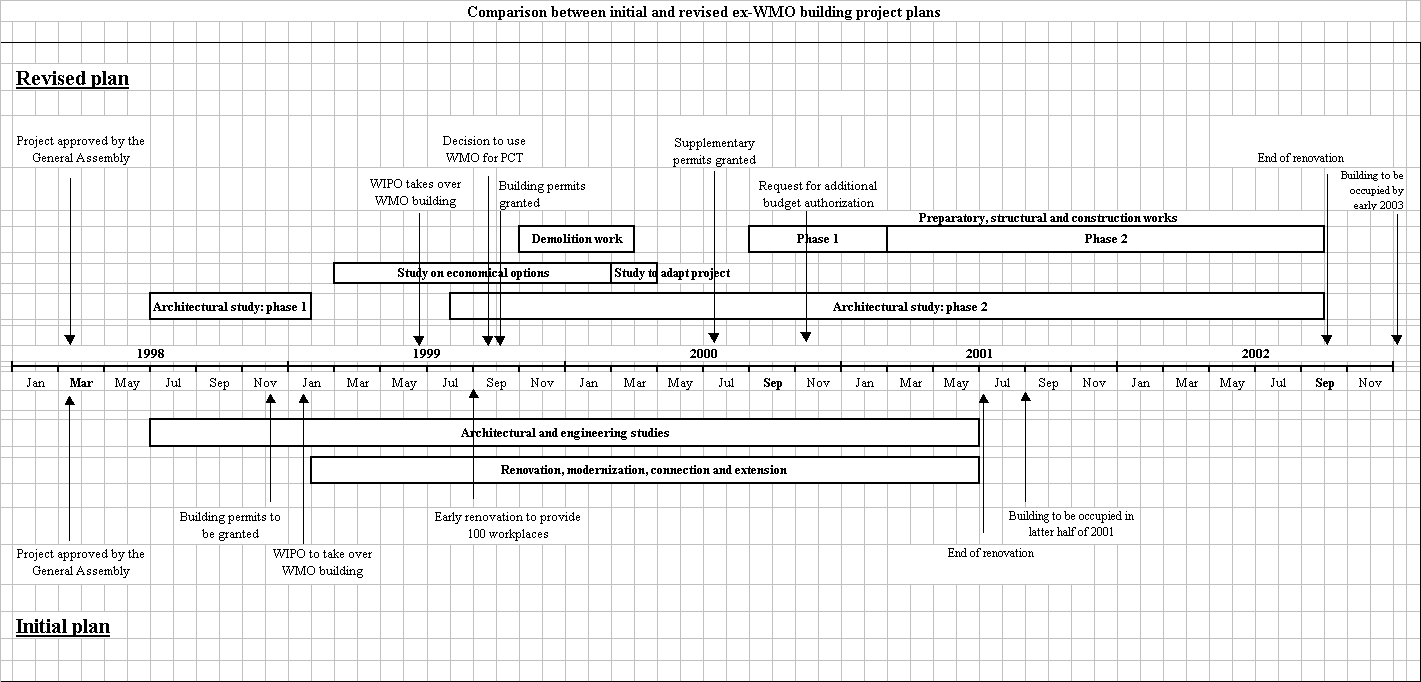 Comparison between initial and revised ex-WMO building project plans
Revised plan
Project approved by the
General Assembly
Decision to use
WMO for PCT
Supplementary
permits granted
End of renovation
Building to be
occupied by
early 2003
WIPO takes over
WMO building
Building permits
granted
Request for additional
budget authorization
Preparatory, structural and construction works
Demolition work
Phase 1
Phase 2
Study on economical options
Study to adapt project
Architectural study: phase 1
Architectural study: phase 2
1998 1999 2000 2001 2002
Jan Mar May Jul Sep Nov Jan Mar May Jul Sep Nov Jan Mar May Jul Sep Nov Jan Mar May Jul Sep Nov Jan Mar May Jul Sep Nov
Architectural and engineering studies
Renovation, modernization, connection and extension
Building permits to
be granted
Early renovation to provide
100 workplaces
Building to be occupied in
latter half of 2001
Project approved by the
General Assembly
WIPO to take over
WMO building
End of renovation
Initial plan